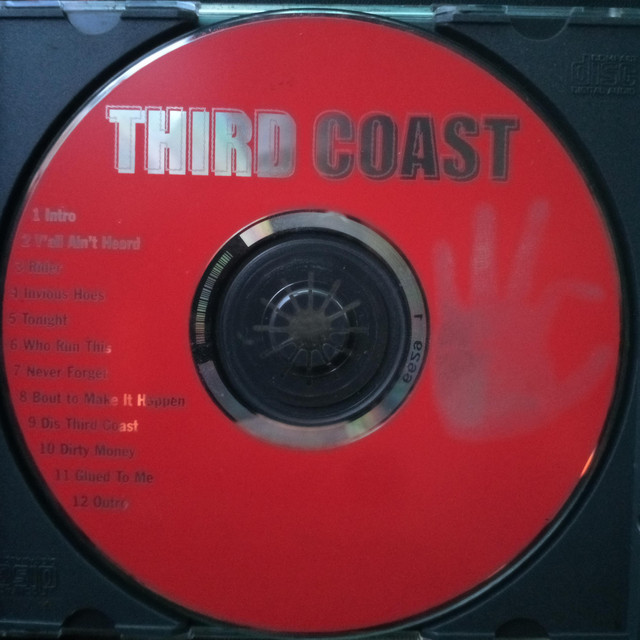 THIRD COAST
1 Intro
2 Y'all Ain't Heard
3 Rider
4 Invious Hoes
5 Tonight
6 Who Run This
7 Never Forget
8 Bout to Make It Happen
9 Dis Third Coast
10 Dirty Money
11 Glued To Me
12 Outro